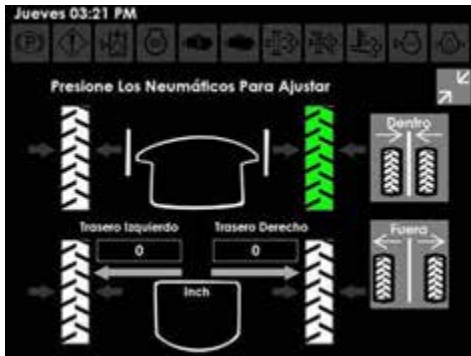 Jueves 03:21 PM
Presione Los Neumáticos Para Ajustar
Dentro
Trasero Izquierdo
Trasero Derecho
Fuera
0
0
Inch